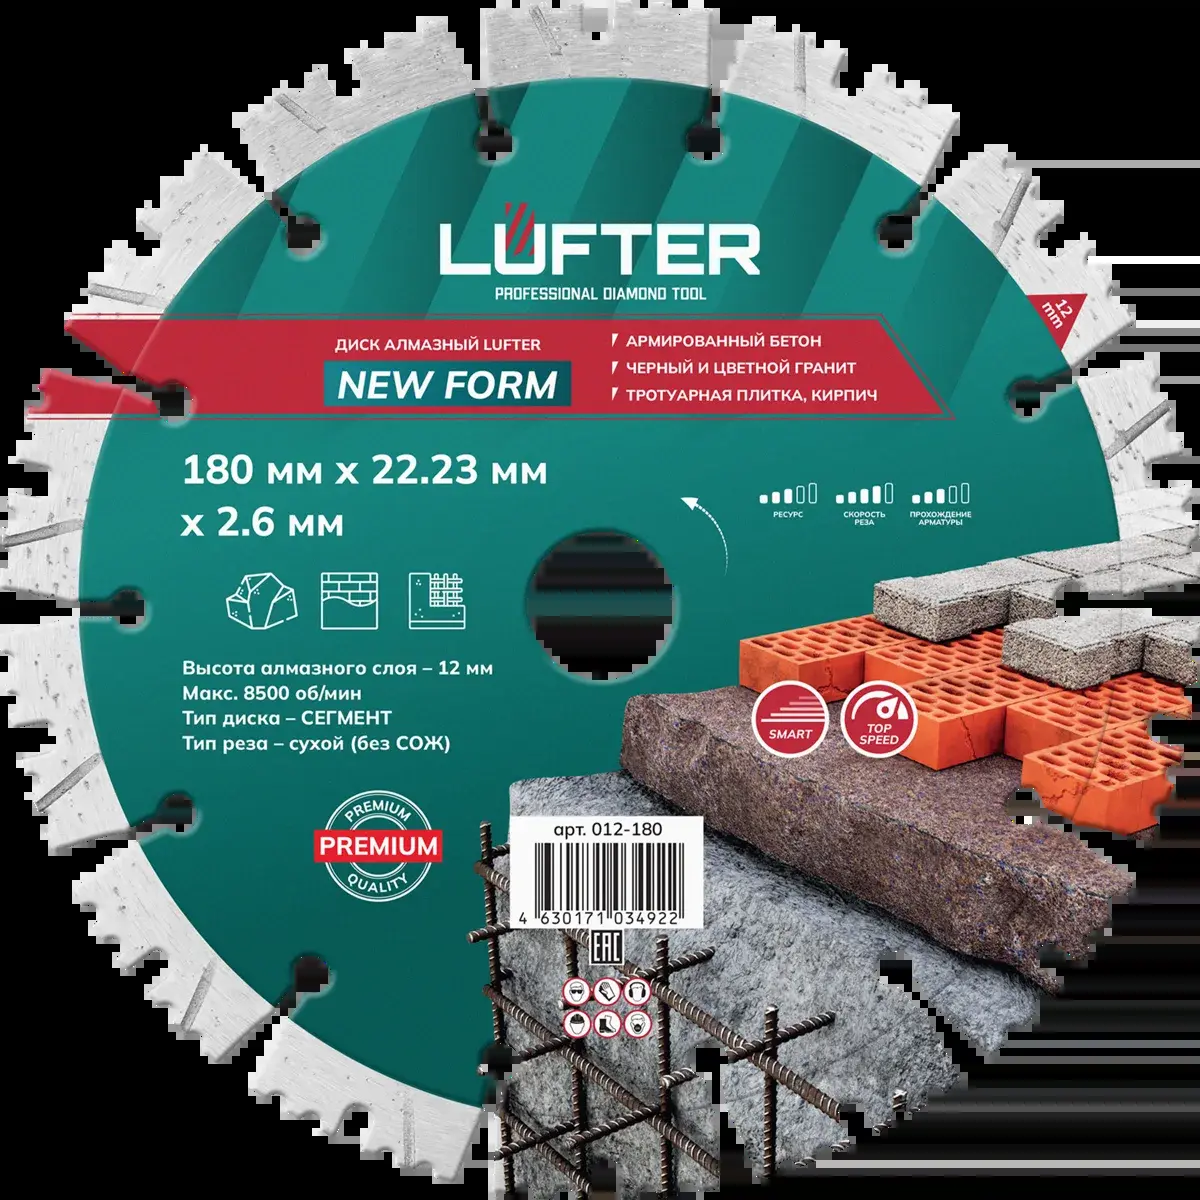 LUFTER
PROFESSIONAL DIAMOND TOOL
12 mm
ДИСК АЛМАЗНЫЙ LUFTER
NEW FORM
АРМИРОВАННЫЙ БЕТОН
ЧЕРНЫЙ И ЦВЕТНОЙ ГРАНИТ
ТРОТУАРНАЯ ПЛИТКА, КИРПИЧ
180 мм х 22.23 мм
х 2.6 мм
РЕСУРС
СКОРОСТЬ
РЕЗА
ПРОХОЖДЕНИЕ
АРМАТУРЫ
Высота алмазного слоя – 12 мм
Макс. 8500 об/мин
Тип диска – СЕГМЕНТ
Тип реза – сухой (без СОЖ)
SMART
TOP
SPEED
PREMIUM
PREMIUM
QUALITY
арт. 012-180
4 630171 034922
EAC